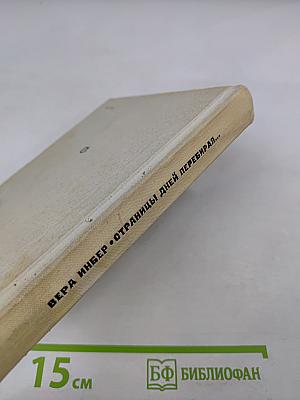 ВЕРА ИНБЕР • СТРАНИЦЫ ДНЕЙ ПЕРЕБИРАЯ...
15 СМ
БФ БИБЛИОФАН